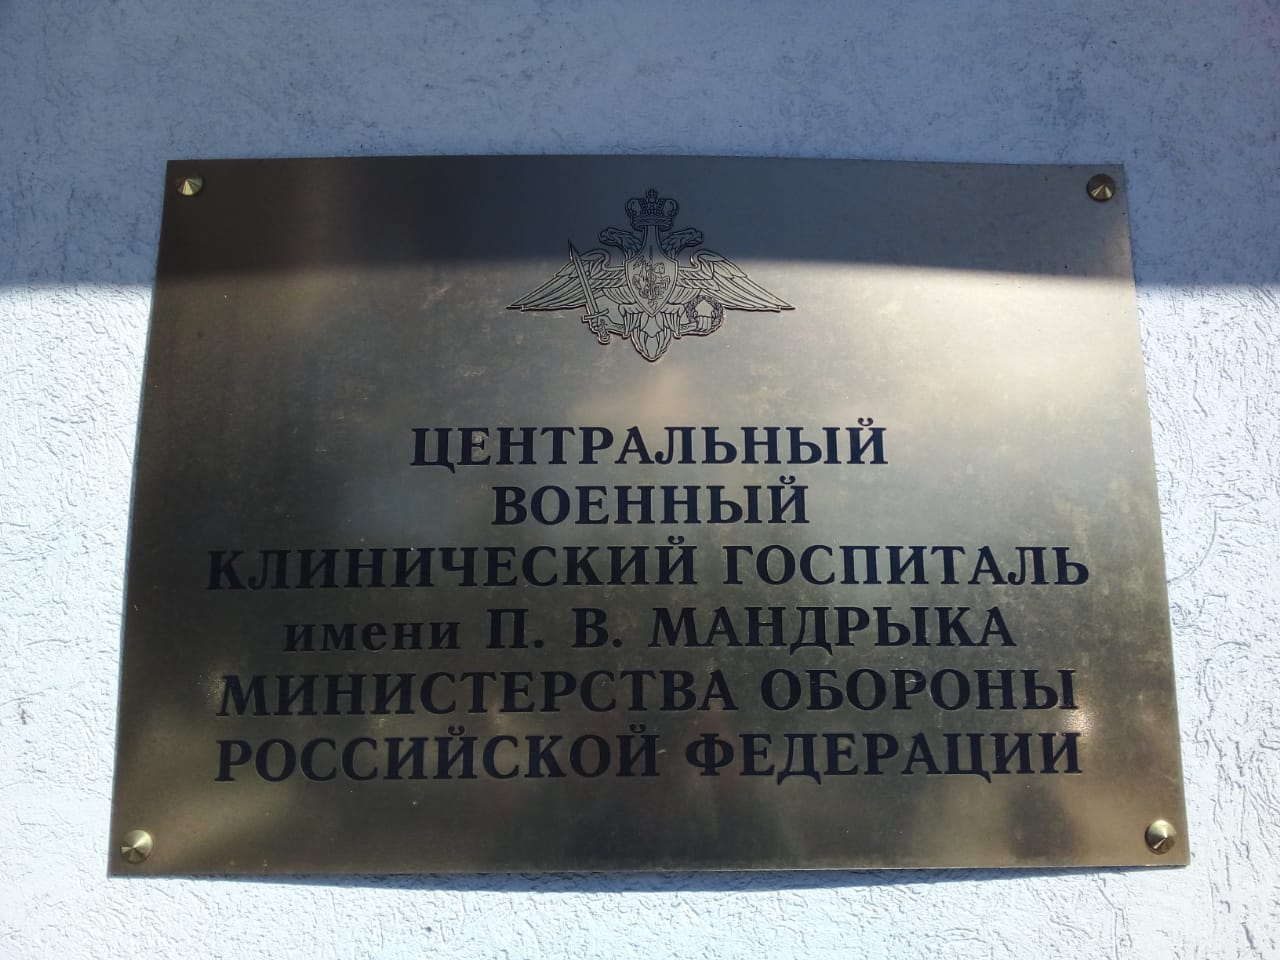 ЦЕНТРАЛЬНЫЙ
ВОЕННЫЙ
КЛИНИЧЕСКИЙ ГОСПИТАЛЬ
имени П. В. МАНДРЫКА
МИНИСТЕРСТВА ОБОРОНЫ
РОССИЙСКОЙ ФЕДЕРАЦИИ